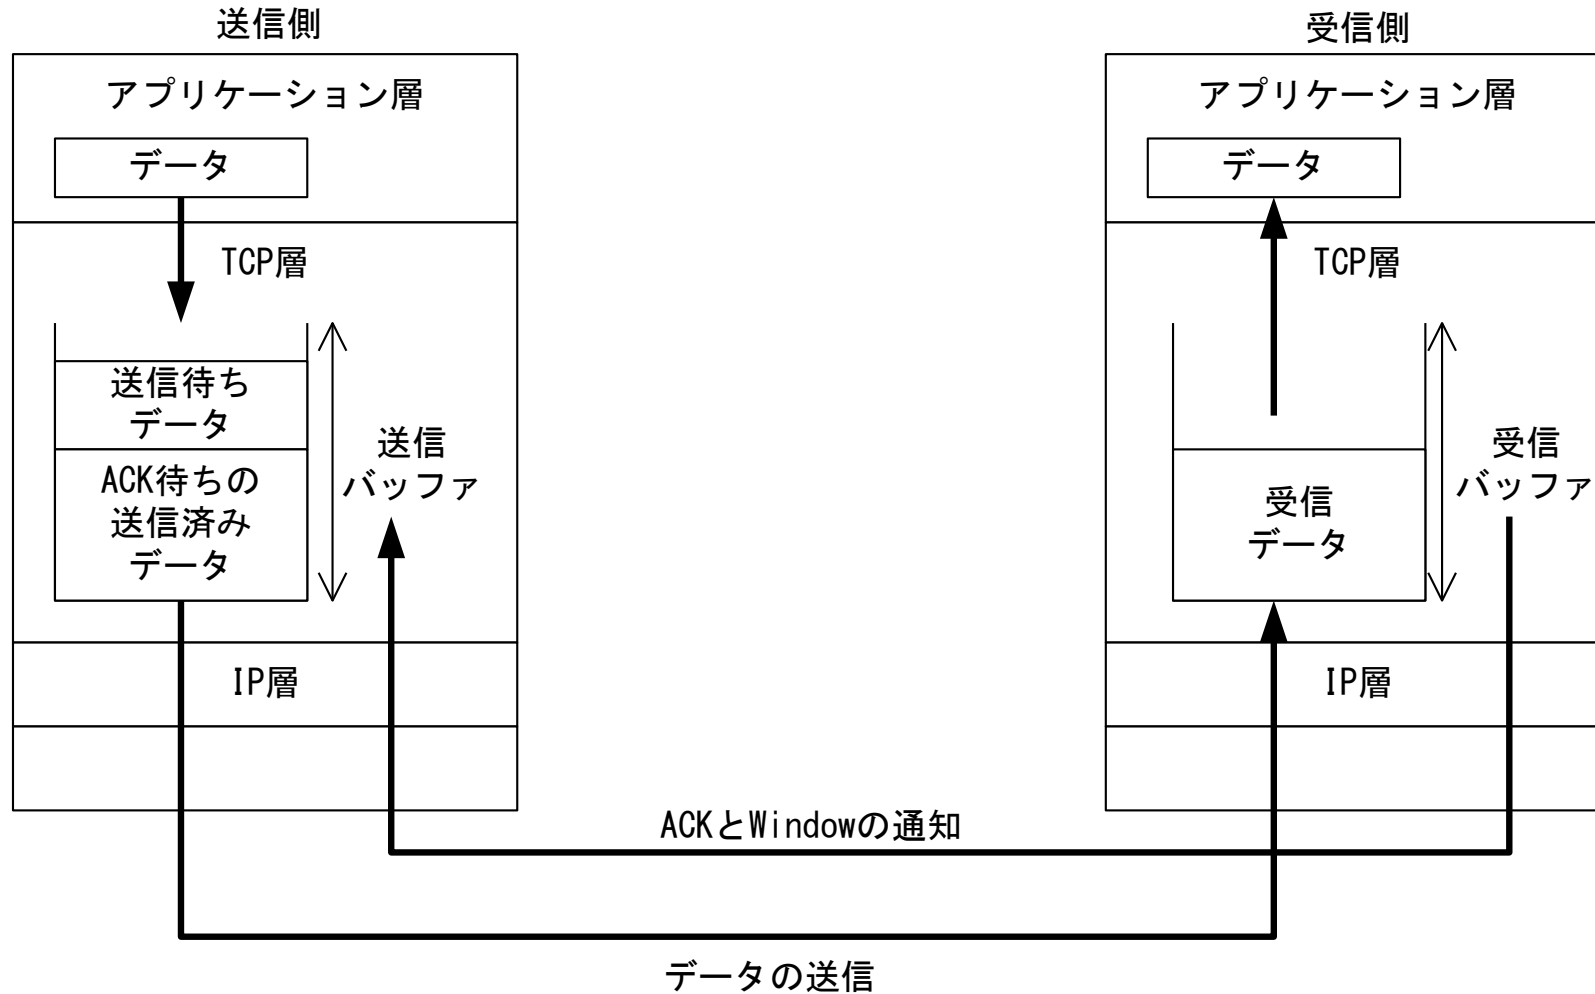 送信側
アプリケーション層
データ
TCP層
送信待ち
データ
ACK待ちの
送信済み
データ
送信
バッファ
IP層
受信側
アプリケーション層
データ
TCP層
受信
データ
受信
バッファ
IP層
ACKとWindowの通知
データの送信